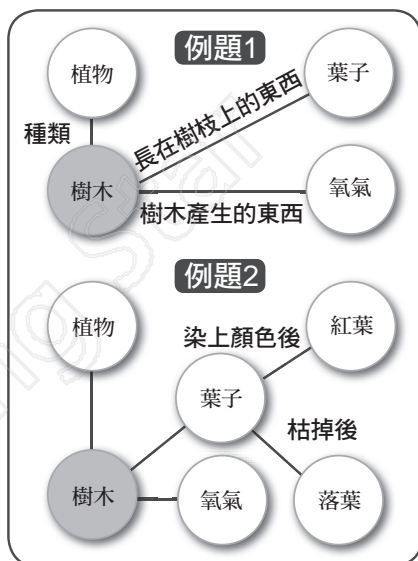 例題1
植物
葉子
種類
長在樹枝上的東西
樹木
氧氣
樹木產生的東西
例題2
植物
紅葉
染上顏色後
葉子
枯掉後
樹木
氧氣
落葉